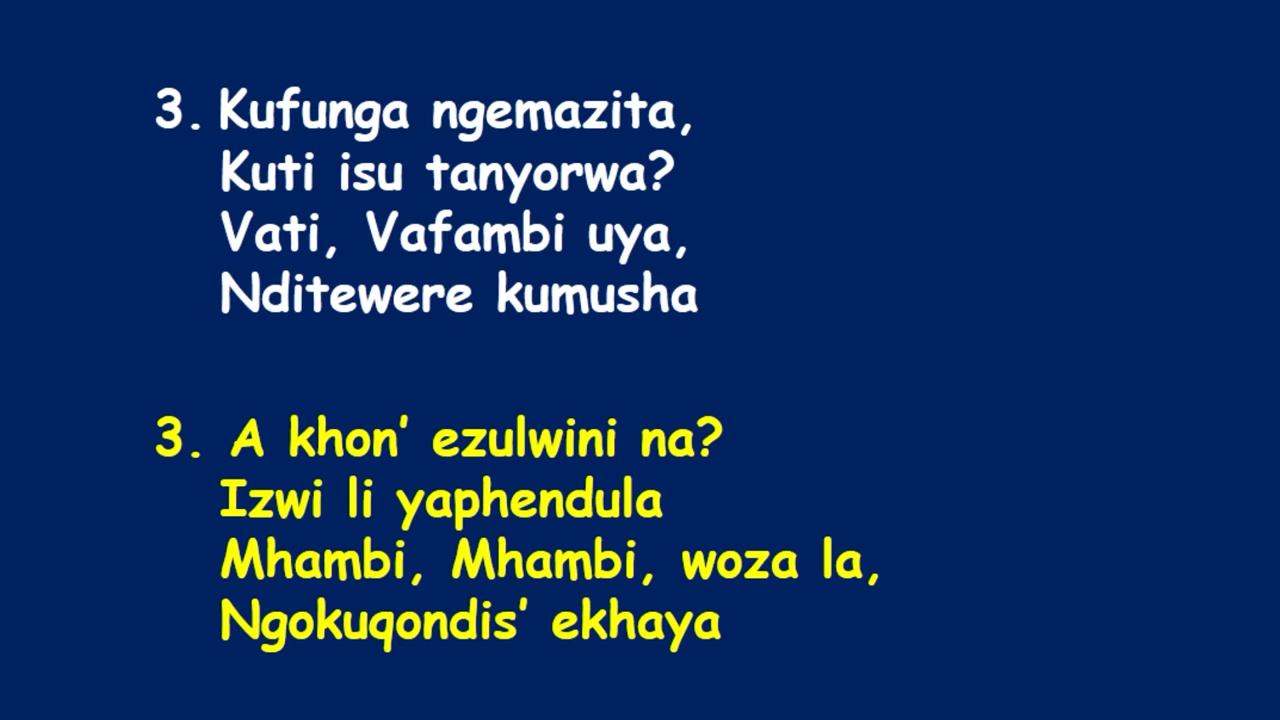 3. Kufunga ngemazita,
Kuti isu tanyorwa?
Vati, Vafambi uya,
Nditewere kumusha
3. A khon' ezulwini na?
Izwi li yaphendula
Mhambi, Mhambi, woza la,
Ngokuqondis' ekhaya